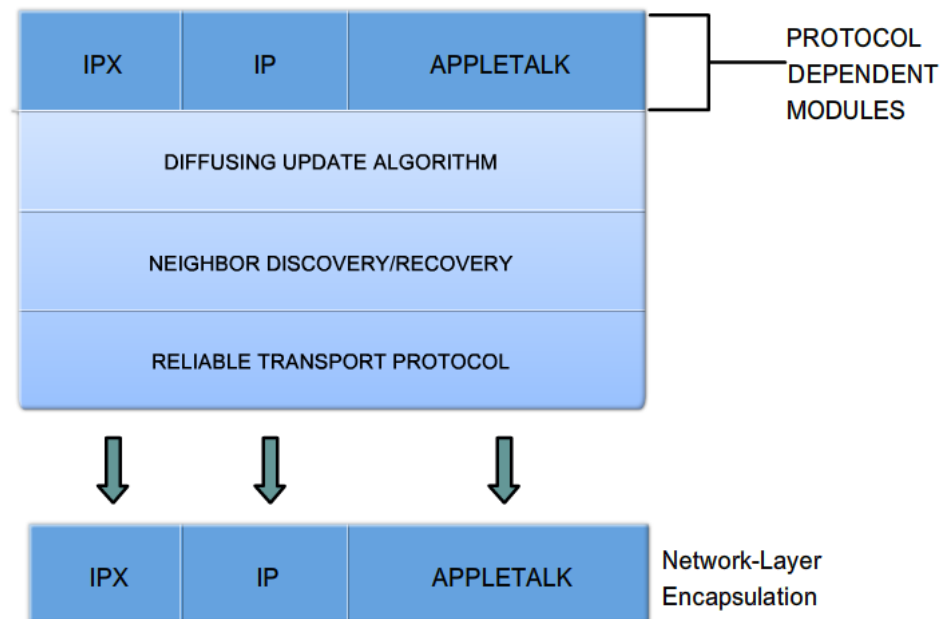 IPX IP APPLETALK
PROTOCOL
DEPENDENT
MODULES
DIFFUSING UPDATE ALGORITHM
NEIGHBOR DISCOVERY/RECOVERY
RELIABLE TRANSPORT PROTOCOL
IPX IP APPLETALK
Network-Layer
Encapsulation